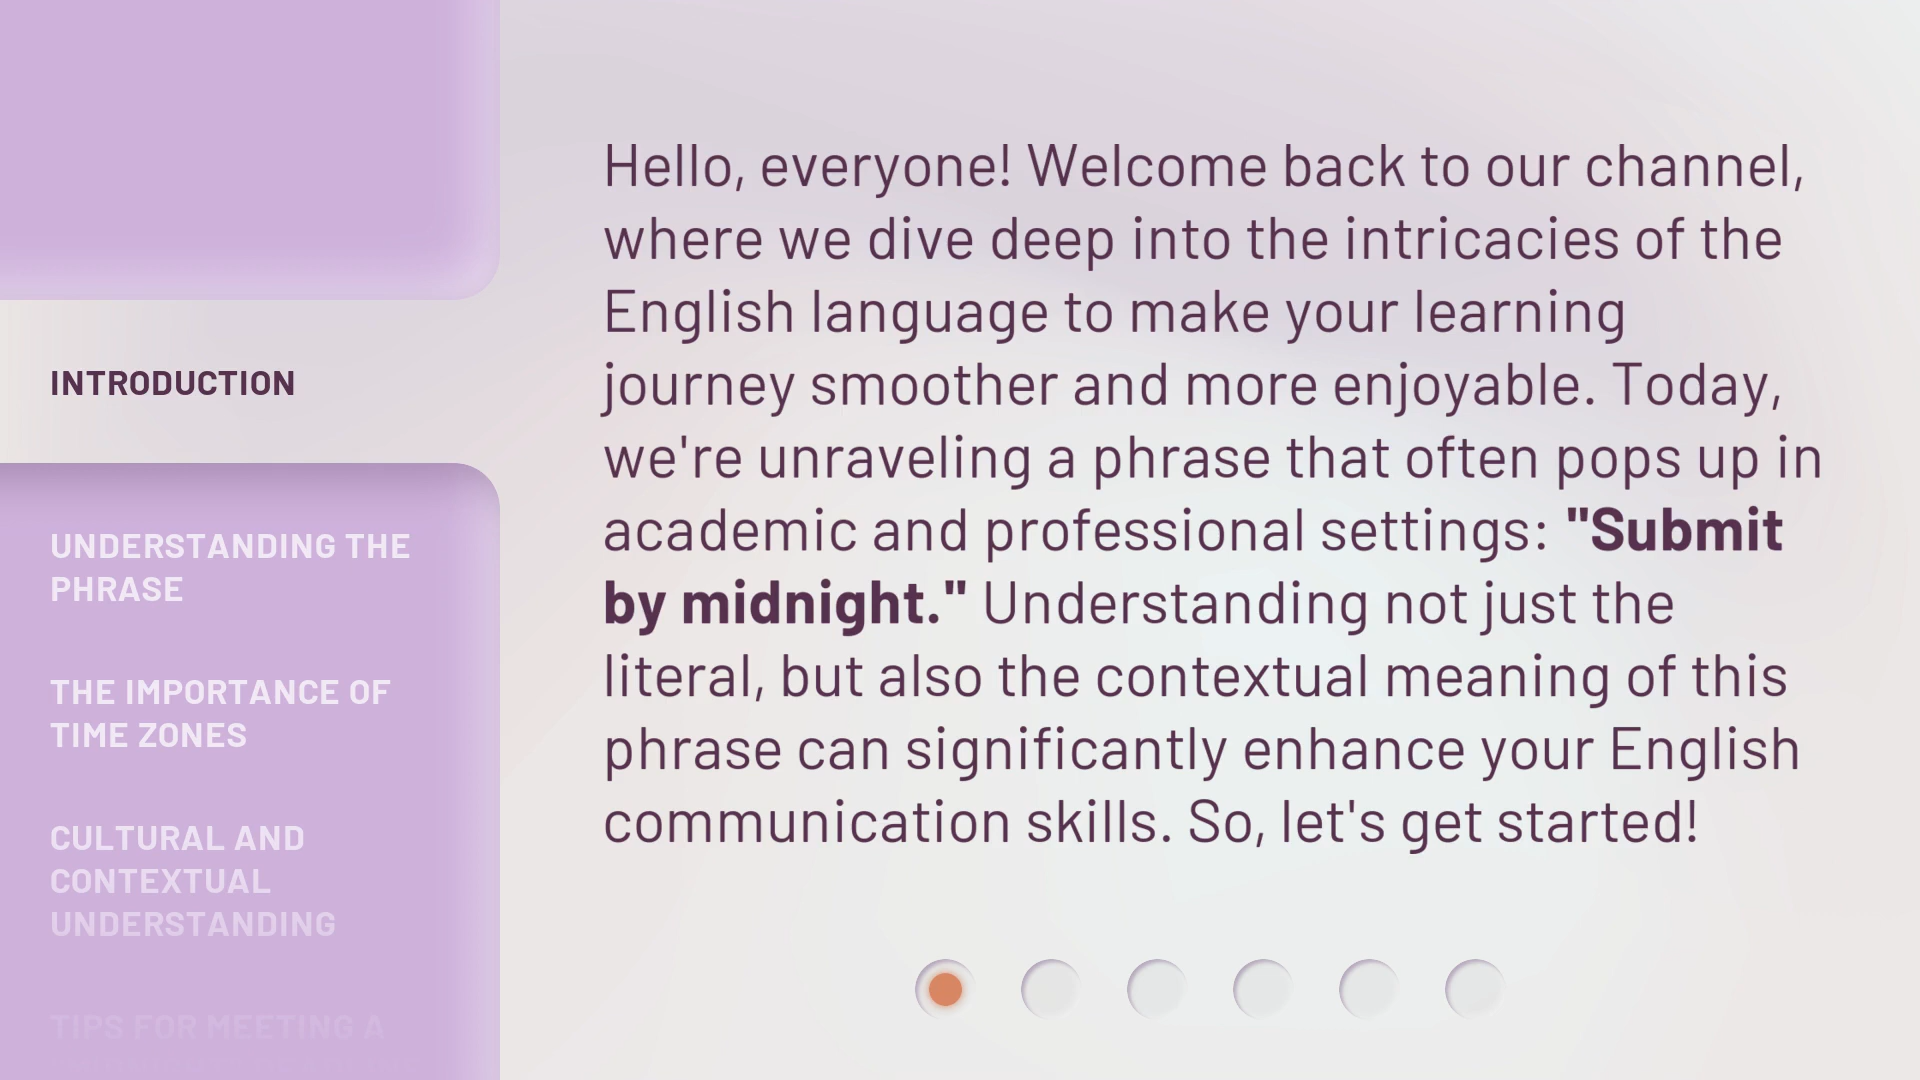 INTRODUCTION
UNDERSTANDING THE
PHRASE
THE IMPORTANCE OF
TIME ZONES
CULTURAL AND
CONTEXTUAL
UNDERSTANDING
TIPS FOR MEETING A
Hello, everyone! Welcome back to our channel,
where we dive deep into the intricacies of the
English language to make your learning
journey smoother and more enjoyable. Today,
we're unraveling a phrase that often pops up in
academic and professional settings: "Submit
by midnight." Understanding not just the
literal, but also the contextual meaning of this
phrase can significantly enhance your English
communication skills. So, let's get started!